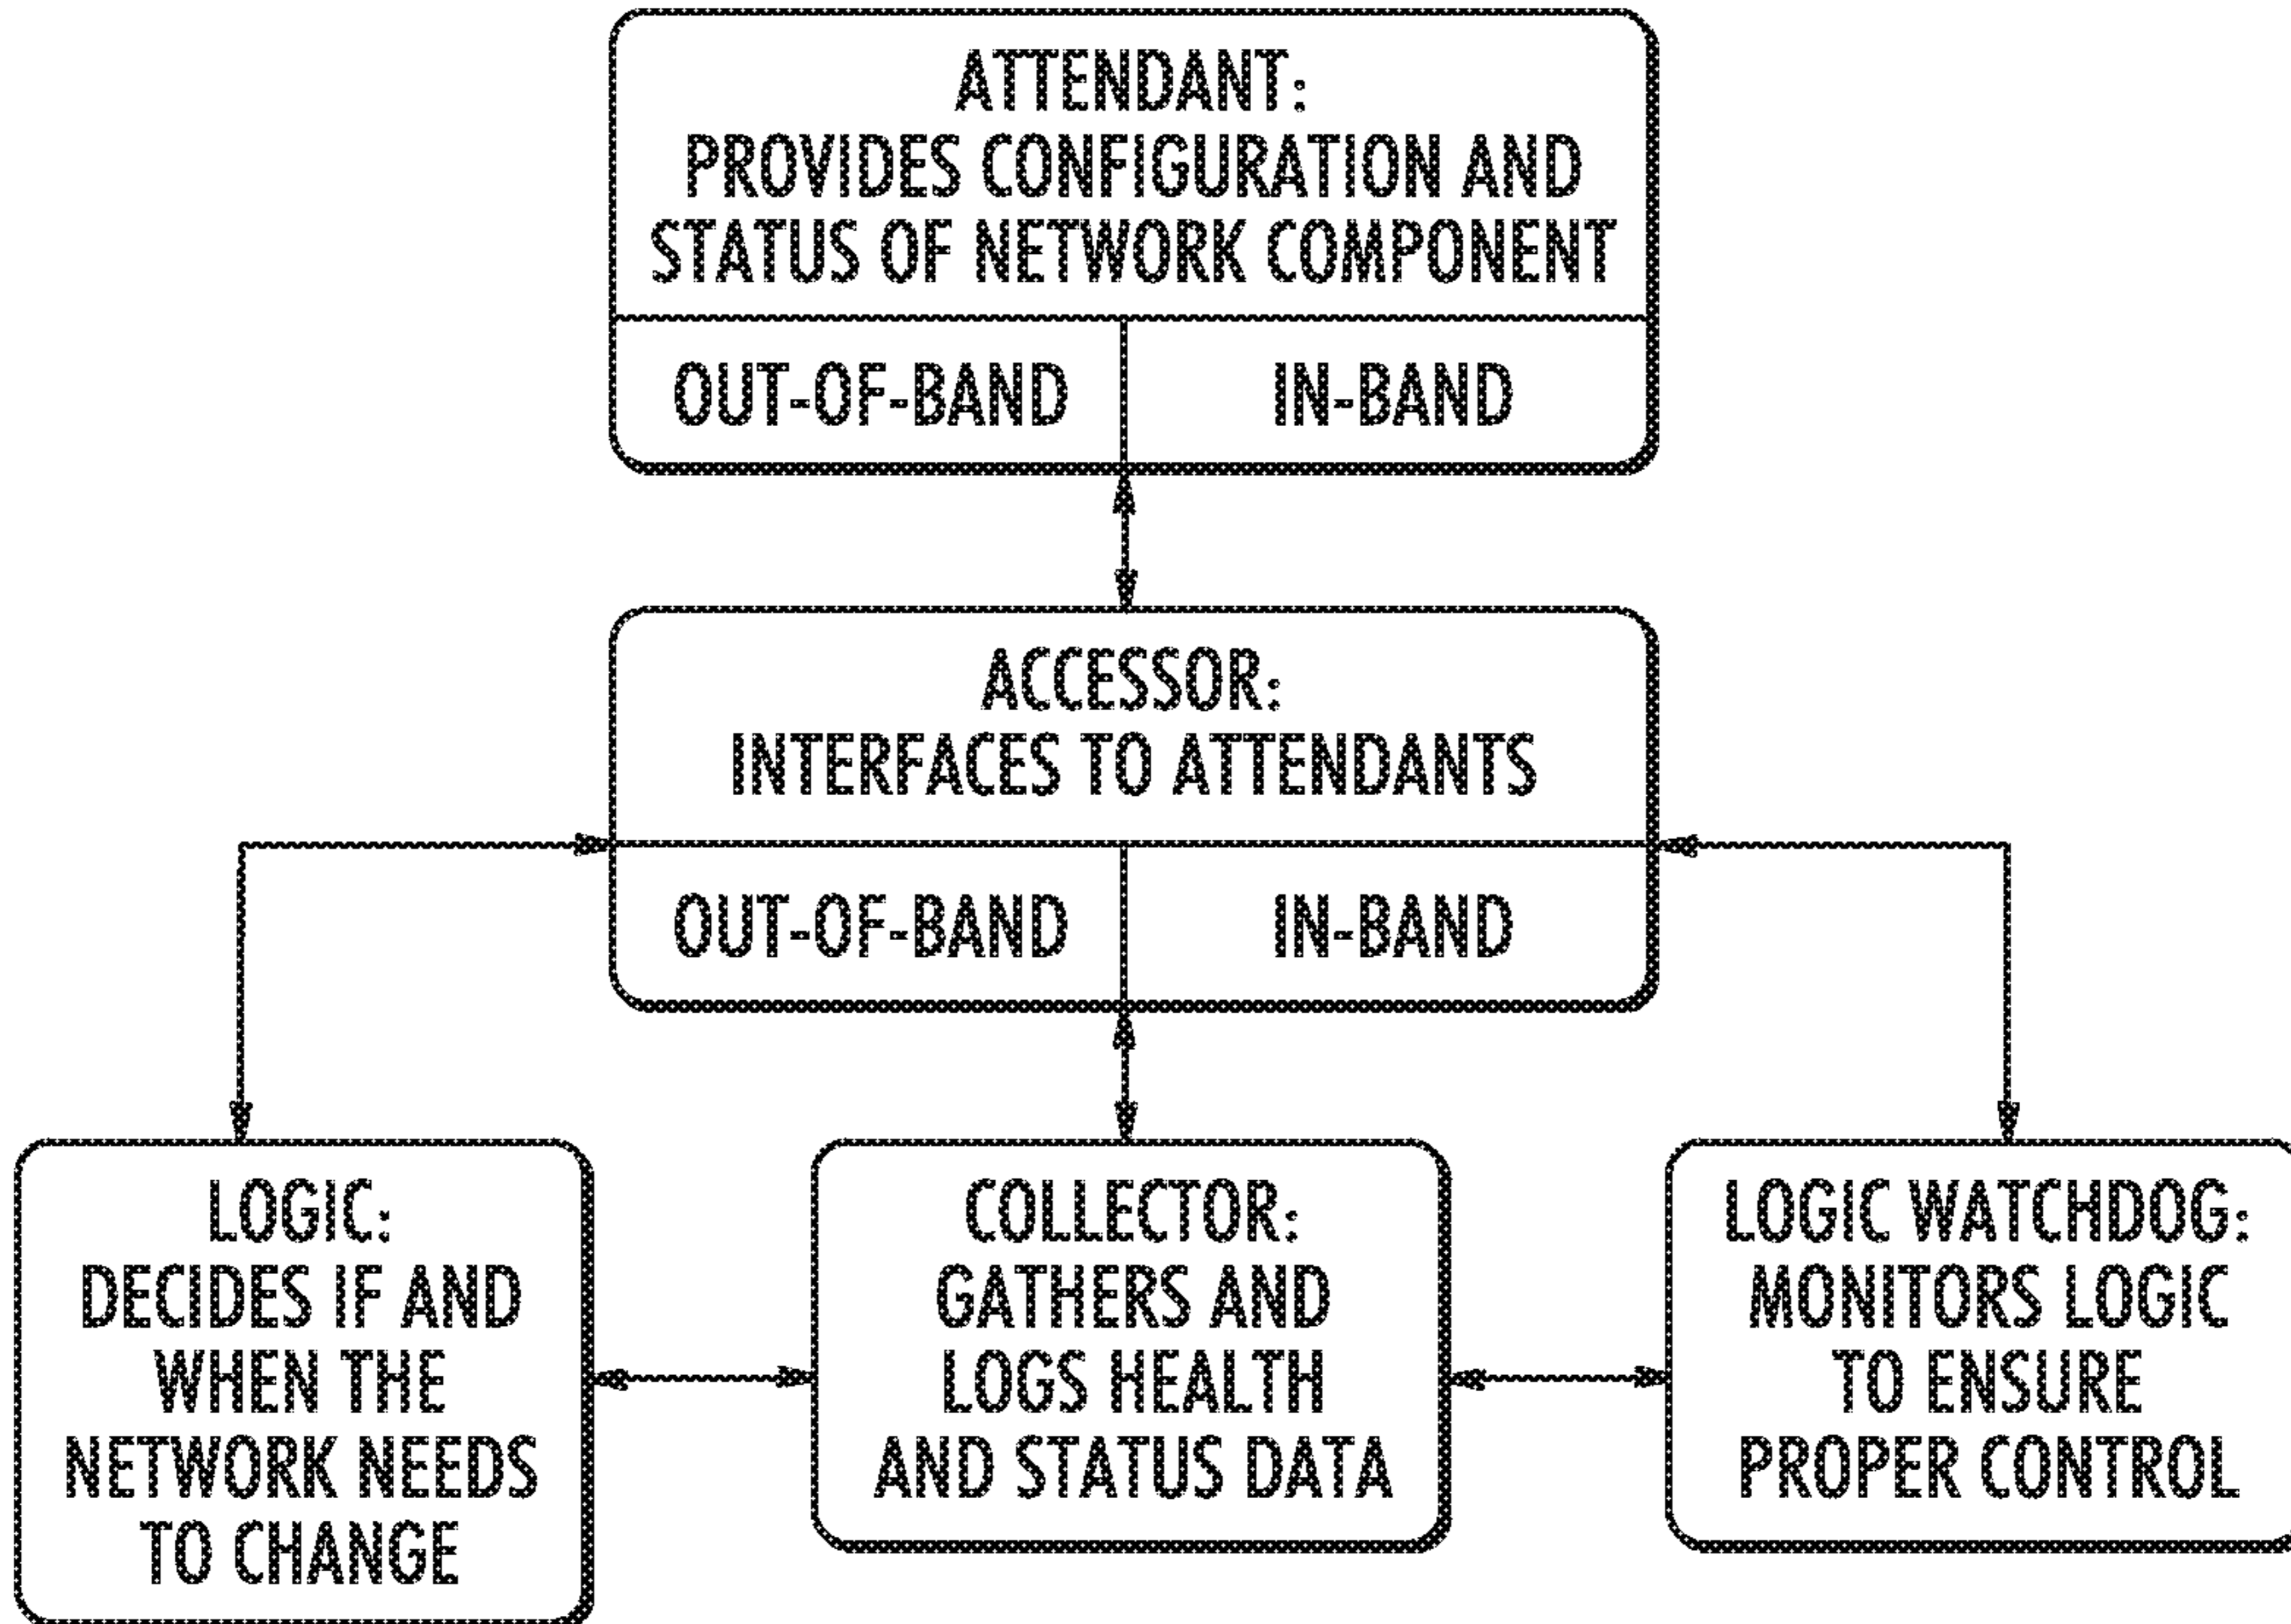 ATTENDANT:
PROVIDES CONFIGURATION AND
STATUS OF NETWORK COMPONENT
OUT-OF-BAND
IN-BAND
ACCESSOR:
INTERFACES TO ATTENDANTS
OUT-OF-BAND
IN-BAND
LOGIC:
DECIDES IF AND
WHEN THE
NETWORK NEEDS
TO CHANGE
COLLECTOR:
GATHERS AND
LOGS HEALTH
AND STATUS DATA
LOGIC WATCHDOG:
MONITORS LOGIC
TO ENSURE
PROPER CONTROL